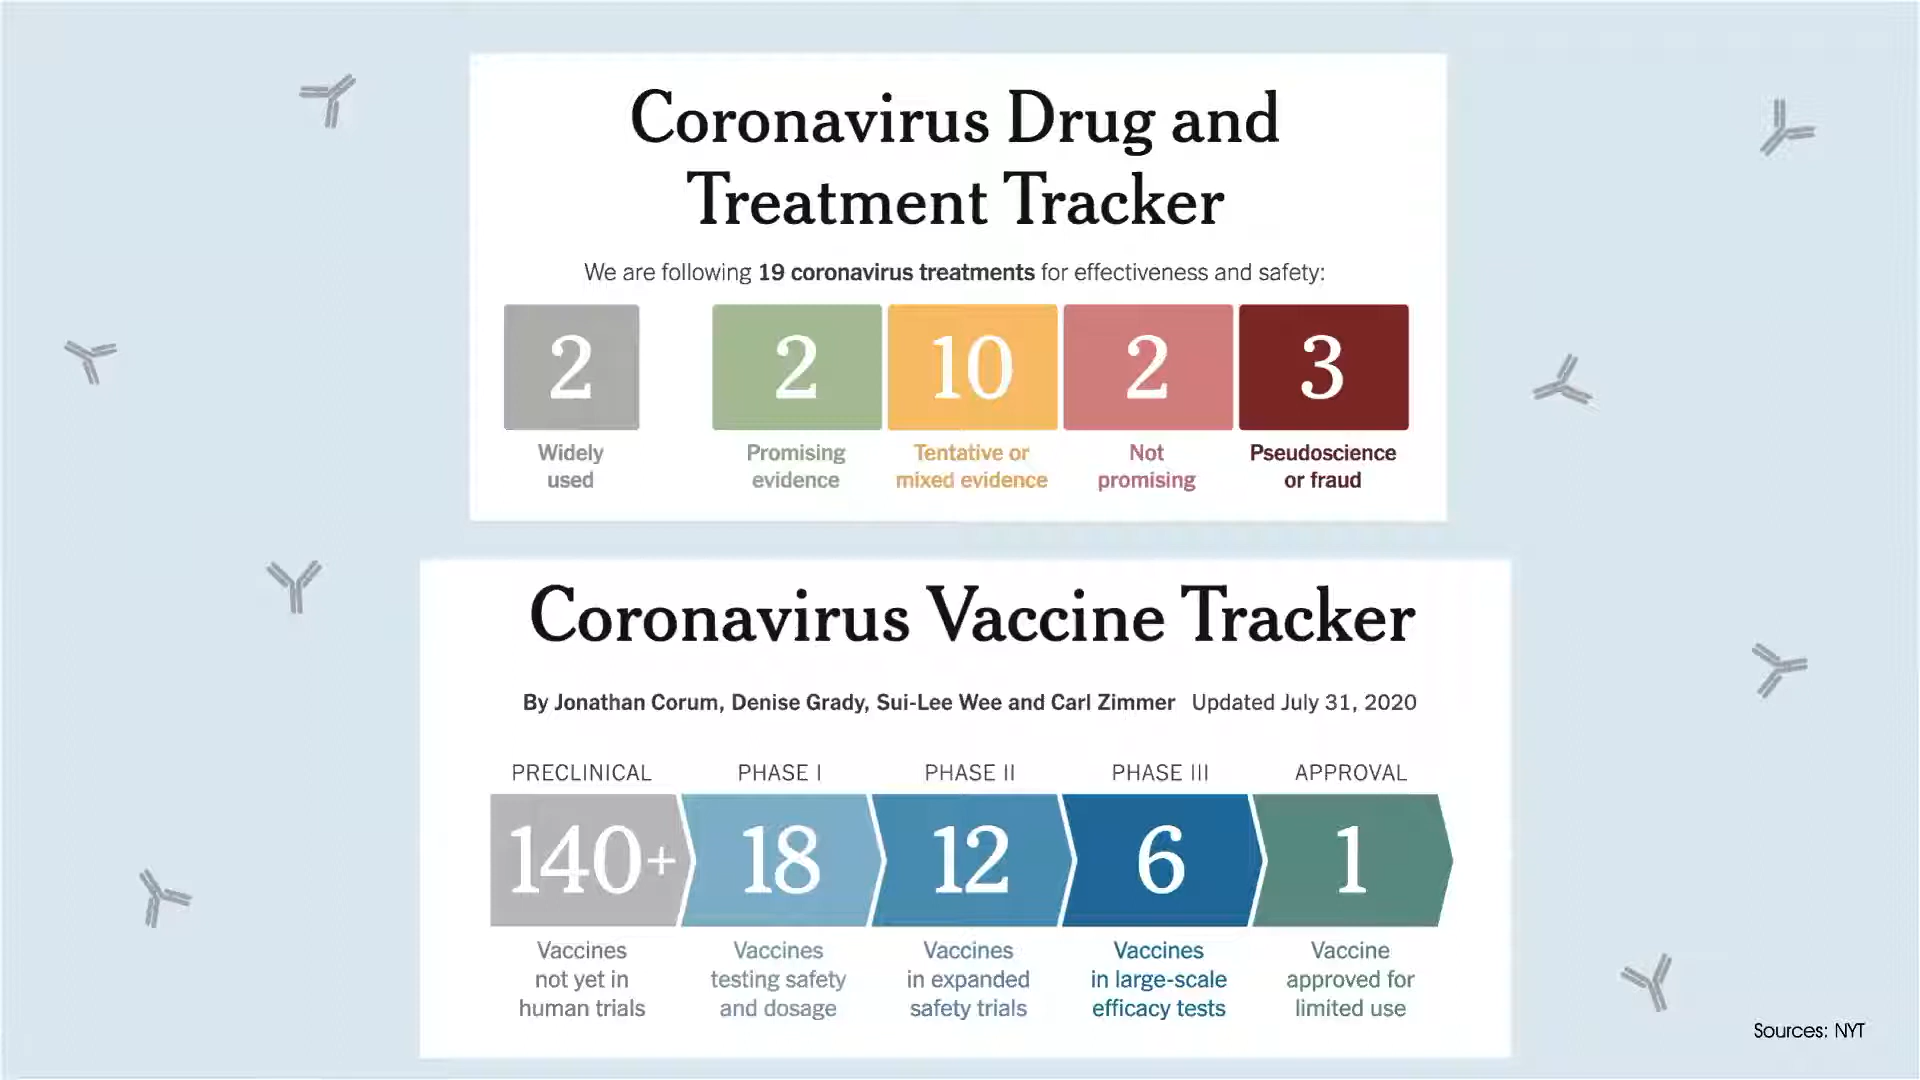 Coronavirus Drug and
Treatment Tracker
We are following 19 coronavirus treatments for effectiveness and safety:
2 2 10 2 3
Widely used
Promising evidence
Tentative or mixed evidence
Not promising
Pseudoscience or fraud
Coronavirus Vaccine Tracker
By Jonathan Corum, Denise Grady, Sui-Lee Wee and Carl Zimmer Updated July 31, 2020
PRECLINICAL PHASE I PHASE II PHASE III APPROVAL
140+ 18 12 6 1
Vaccines not yet in human trials
Vaccines testing safety and dosage
Vaccines in expanded safety trials
Vaccines in large-scale efficacy tests
Vaccine approved for limited use
Sources: NYT